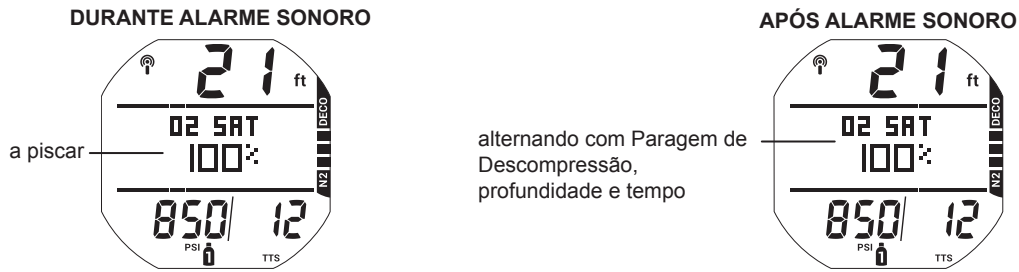 DURANTE ALARME SONORO
21 ft
DECO
O2 SAT
a piscar
100%
N2
850 12
PSI 1 TTS
APÓS ALARME SONORO
21 ft
DECO
O2 SAT
alternando com Paragem de
Descompressão,
profundidade e tempo
100%
N2
850 12
PSI 1 TTS